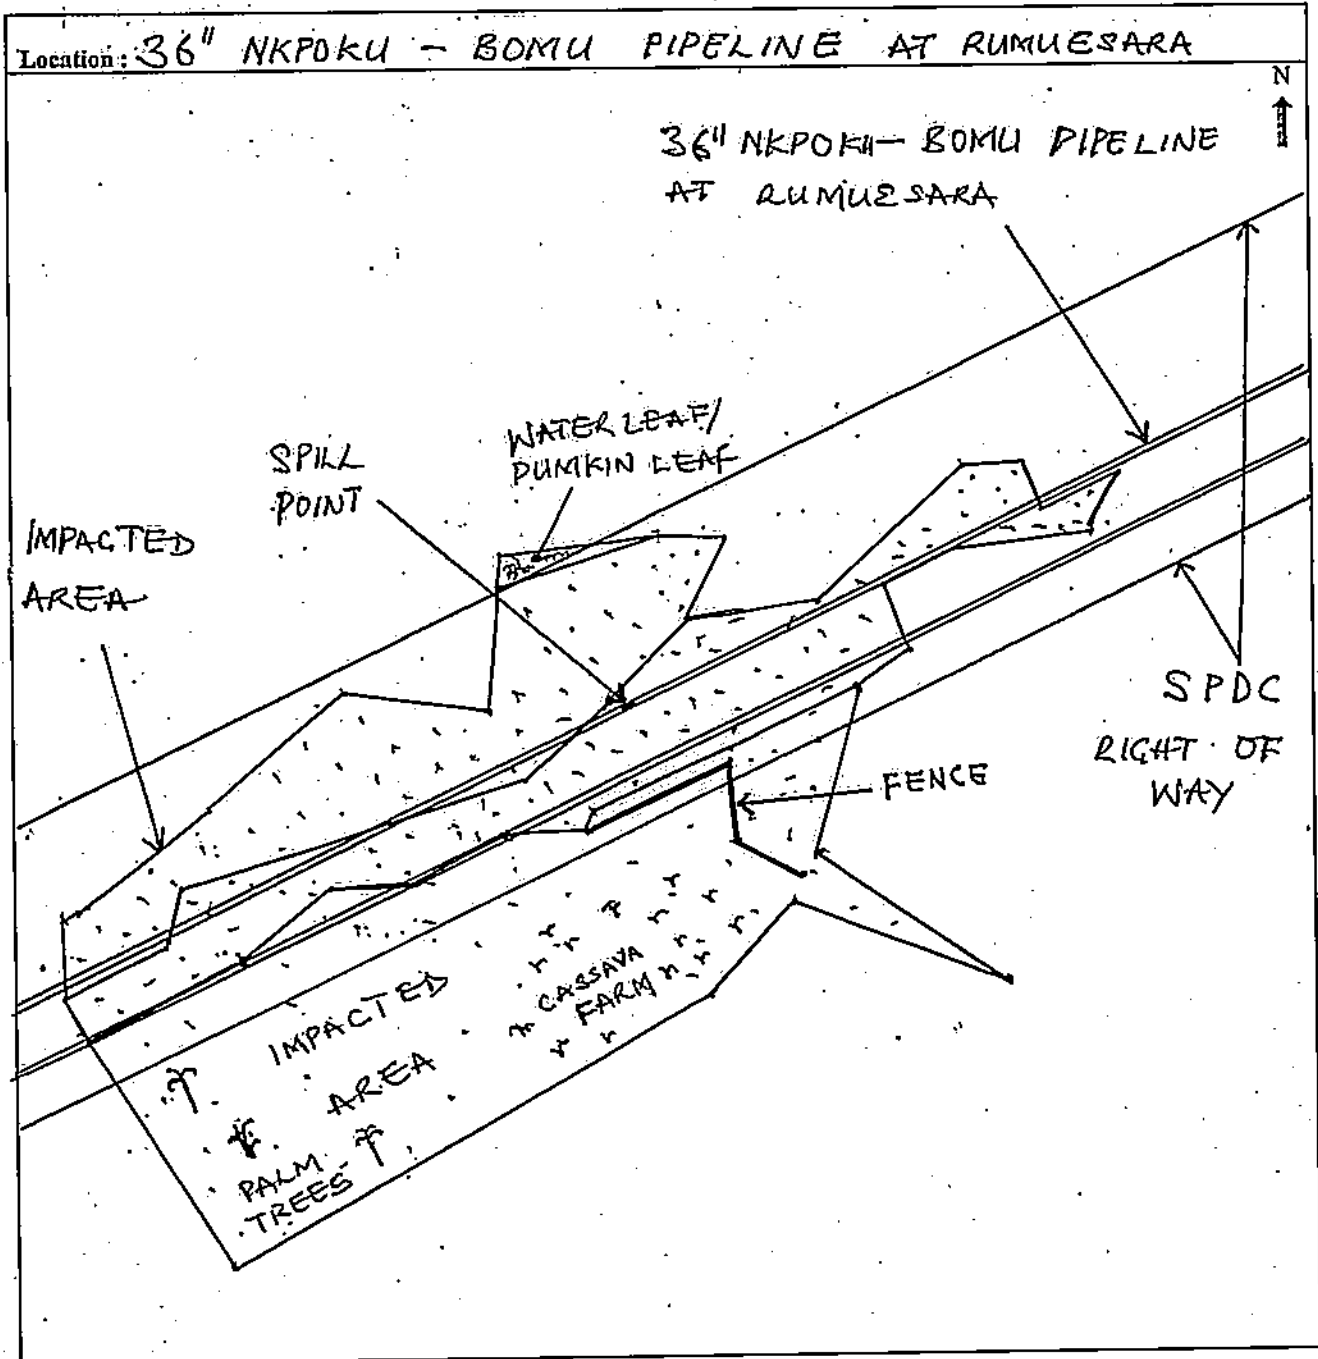 Location: 36" NKPOKU - BOMU PIPELINE AT RUMUESARA
N
36" NKPOKU - BOMU PIPELINE
AT RUMUESARA
WATER LEAF/
PUMKIN LEAF
SPILL
POINT
IMPACTED
AREA
SPDC
RIGHT OF
WAY
FENCE
CASSAVA
FARM
IMPACTED
AREA
PALM
TREES